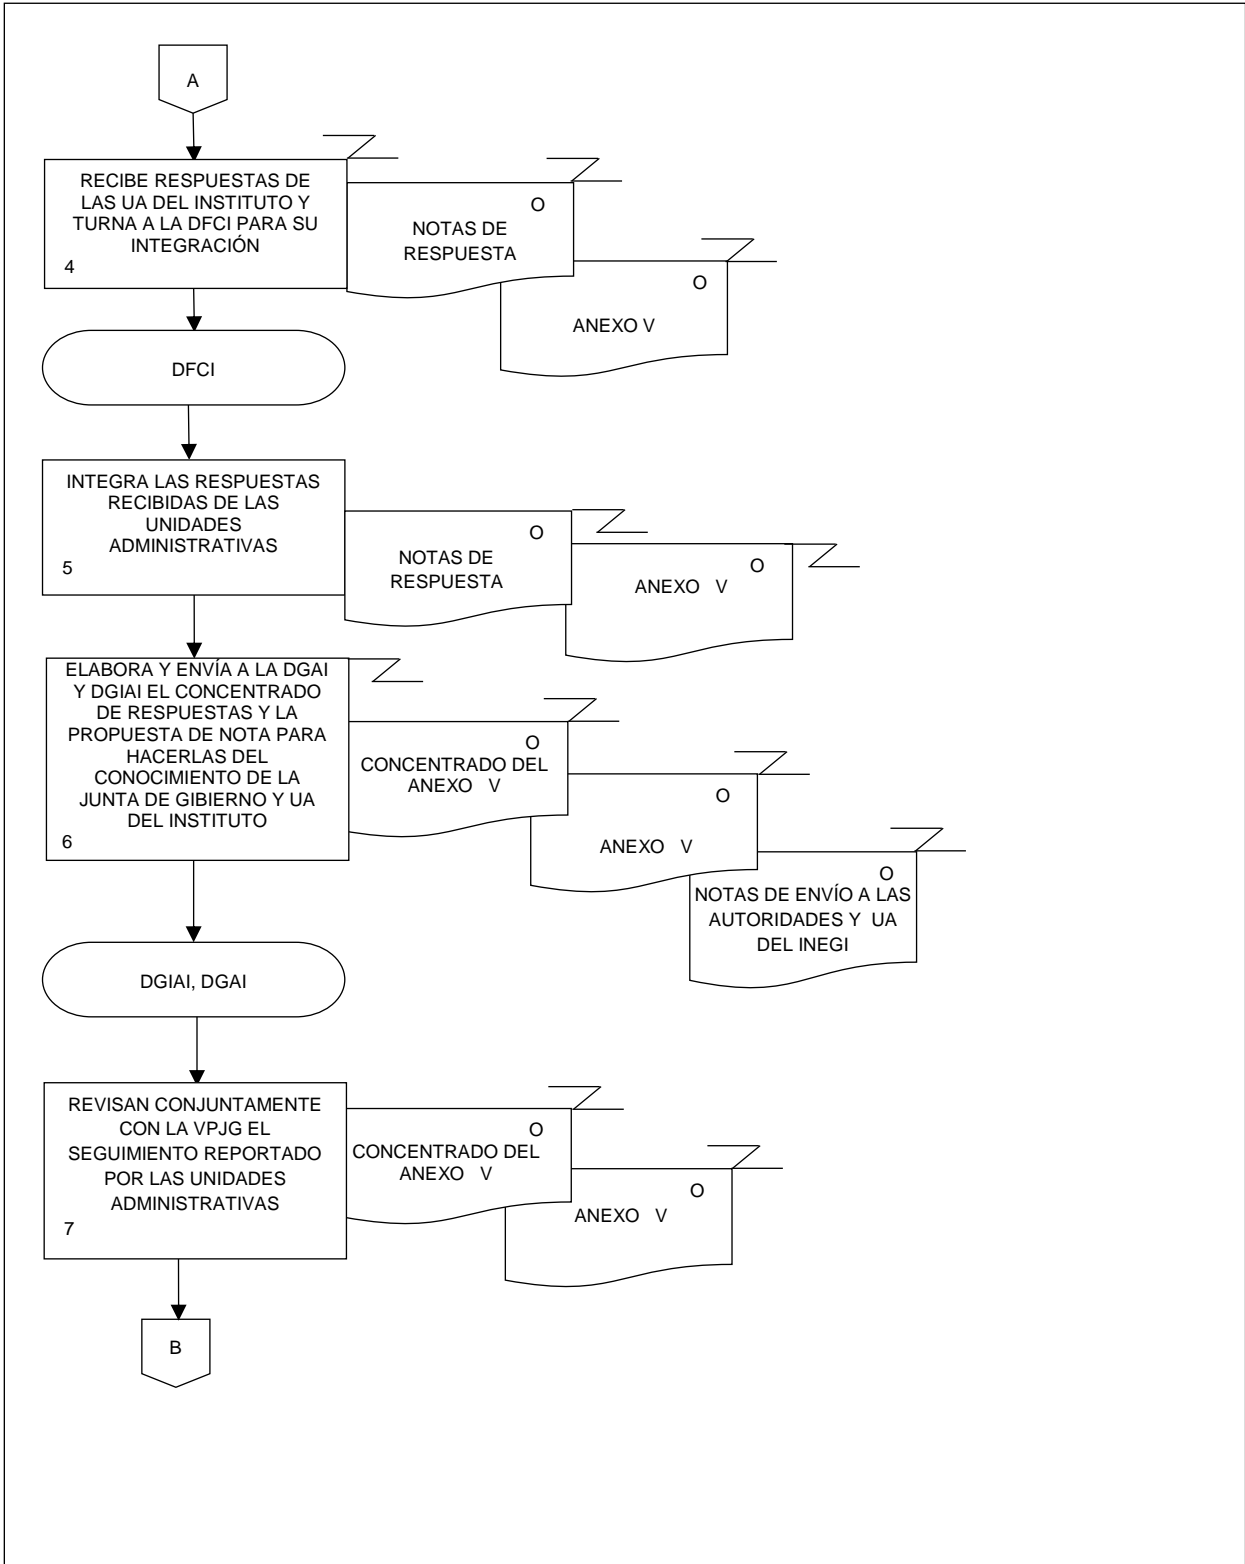 A
RECIBE RESPUESTAS DE
LAS UA DEL INSTITUTO Y
TURNA A LA DFCI PARA SU
INTEGRACIÓN
4
O
NOTAS DE
RESPUESTA
O
ANEXO V
DFCI
INTEGRA LAS RESPUESTAS
RECIBIDAS DE LAS
UNIDADES
ADMINISTRATIVAS
5
O
NOTAS DE
RESPUESTA
O
ANEXO V
ELABORA Y ENVÍA A LA DGAI
Y DGIAI EL CONCENTRADO
DE RESPUESTAS Y LA
PROPUESTA DE NOTA PARA
HACERLAS DEL
CONOCIMIENTO DE LA
JUNTA DE GIBIERNO Y UA
DEL INSTITUTO
6
O
CONCENTRADO DEL
ANEXO V
O
ANEXO V
O
NOTAS DE ENVÍO A LAS
AUTORIDADES Y UA
DEL INEGI
DGIAI, DGAI
REVISAN CONJUNTAMENTE
CON LA VPJG EL
SEGUIMIENTO REPORTADO
POR LAS UNIDADES
ADMINISTRATIVAS
7
O
CONCENTRADO DEL
ANEXO V
O
ANEXO V
B